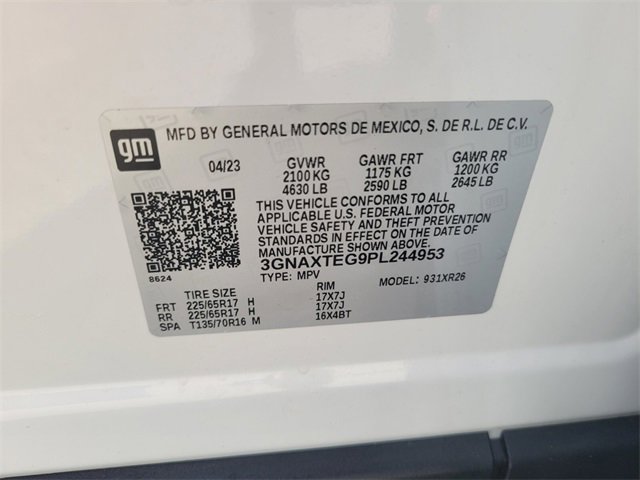 gm
MFD BY GENERAL MOTORS DE MEXICO, S. DE R.L. DE C.V.
04/23 GVWR GAWR FRT GAWR RR
2100 KG 1175 KG 1200 KG
4630 LB 2590 LB 2645 LB
THIS VEHICLE CONFORMS TO ALL
APPLICABLE U.S. FEDERAL MOTOR
VEHICLE SAFETY AND THEFT PREVENTION
STANDARDS IN EFFECT ON THE DATE OF
MANUFACTURE SHOWN ABOVE.
3GNAXTEG9PL244953
8624 TYPE: MPV MODEL: 931XR26
TIRE SIZE RIM
FRT 225/65R17 H 17X7J
RR 225/65R17 H 17X7J
SPA T135/70R16 M 16X4BT